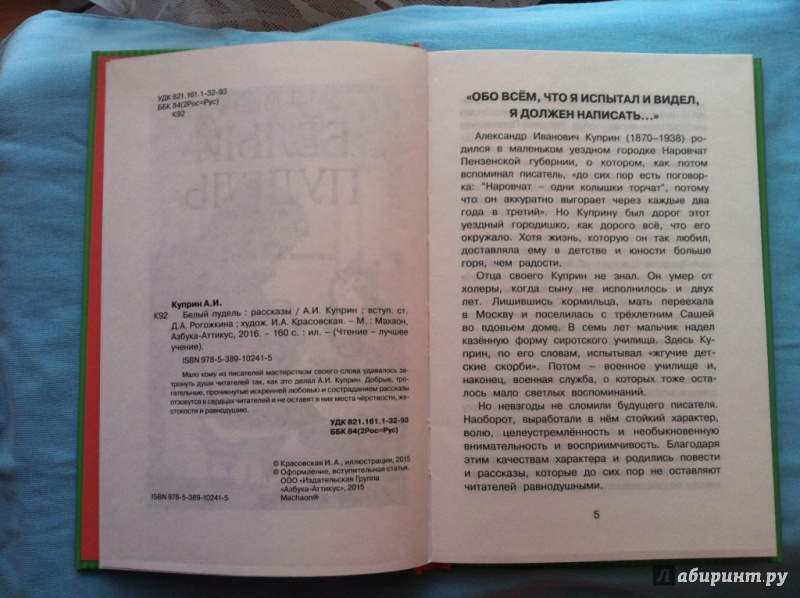 УДК 821.161.1-32-93
ББК 84(2Рос=Рус)
К92
Куприн А.И.
К92 Белый пудель : рассказы / А.И. Куприн ; вступ. ст.
Д.А. Рогожкина ; худож. И.А. Красовская. – М. : Махаон,
Азбука-Аттикус, 2016. – 160 с. : ил. – (Чтение – лучшее
учение).
ISBN 978-5-389-10241-5
Мало кому из писателей мастерством своего слова удавалось за-
тронуть души читателей так, как это делал А.И. Куприн. Добрые, тро-
гательные, проникнутые искренней любовью и состраданием рассказы
отзовутся в сердцах читателей и не оставят в них места чёрствости, же-
стокости и равнодушию.
УДК 821.161.1-32-93
ББК 84(2Рос=Рус)
© Красовская И. А., иллюстрации, 2015
© Оформление, вступительная статья.
ООО «Издательская Группа
«Азбука-Аттикус», 2015
Machaon®
ISBN 978-5-389-10241-5
«ОБО ВСЁМ, ЧТО Я ИСПЫТАЛ И ВИДЕЛ,
Я ДОЛЖЕН НАПИСАТЬ...»
Александр Иванович Куприн (1870–1938) ро-
дился в маленьком уездном городке Наровчат
Пензенской губернии, о котором, как потом
вспоминал писатель, «до сих пор есть поговор-
ка: "Наровчат – одни колышки торчат", потому
что он аккуратно выгорает через каждые два
года в третий». Но Куприну был дорог этот
уездный городишко, как дорого всё, что его
окружало. Хотя жизнь, которую он так любил,
доставляла ему в детстве и юности больше
горя, чем радости.
Отца своего Куприн не знал. Он умер от
холеры, когда сыну не исполнилось и двух
лет. Лишившись кормильца, мать переехала
в Москву и поселилась с трёхлетним Сашей
во вдовьем доме. В семь лет мальчик надел
казённую форму сиротского училища. Здесь Ку-
прин, по его словам, испытывал «жгучие дет-
ские скорби». Потом – военное училище и,
наконец, военная служба, о которых тоже оста-
лось мало светлых воспоминаний.
Но невзгоды не сломили будущего писателя.
Наоборот, выработали в нём стойкий характер,
волю, целеустремлённость и необыкновенную
внимательность и восприимчивость. Благодаря
этим качествам характера и родились повести
и рассказы, которые до сих пор не оставляют
читателей равнодушными.
5
Лабиринт.ру